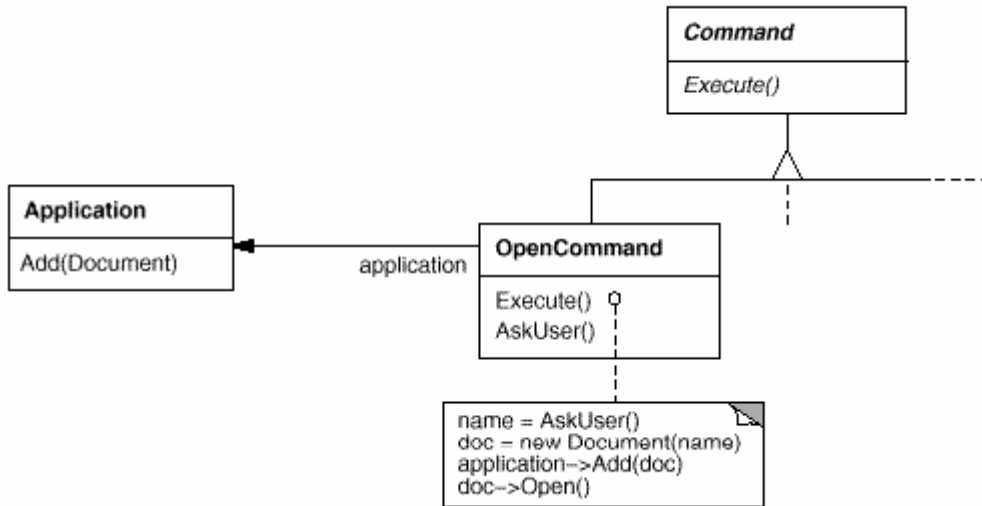 Command
Execute()
Application
Add(Document)
application
OpenCommand
Execute()
AskUser()
name = AskUser()
doc = new Document(name)
application->Add(doc)
doc->Open()